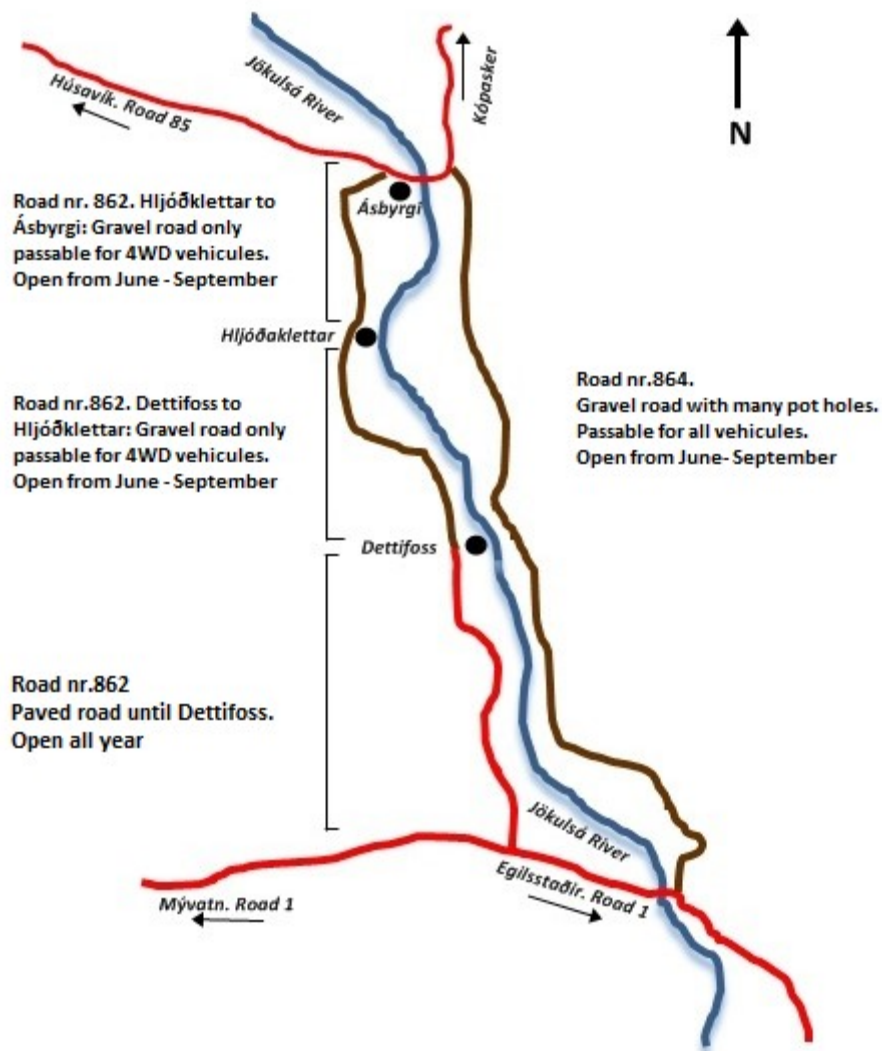 Jökulsá River
Kópasker
Húsavík. Road 85
N
Road nr. 862. Hljóðklettar to
Ásbyrgi: Gravel road only
passable for 4WD vehicules.
Open from June - September
Ásbyrgi
Hljóðaklettar
Road nr.864.
Gravel road with many pot holes.
Passable for all vehicules.
Open from June- September
Road nr.862. Dettifoss to
Hljóðklettar: Gravel road only
passable for 4WD vehicules.
Open from June - September
Dettifoss
Road nr.862
Paved road until Dettifoss.
Open all year
Jökulsá River
Egilsstaðir. Road 1
Mývatn. Road 1